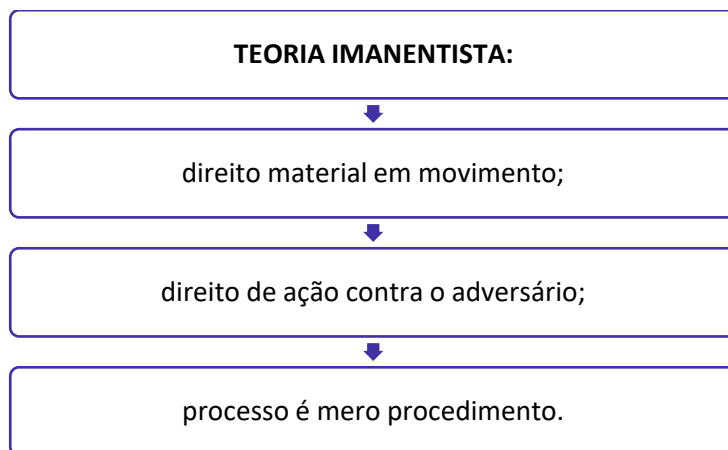 TEORIA IMANENTISTA:
direito material em movimento;
direito de ação contra o adversário;
processo é mero procedimento.